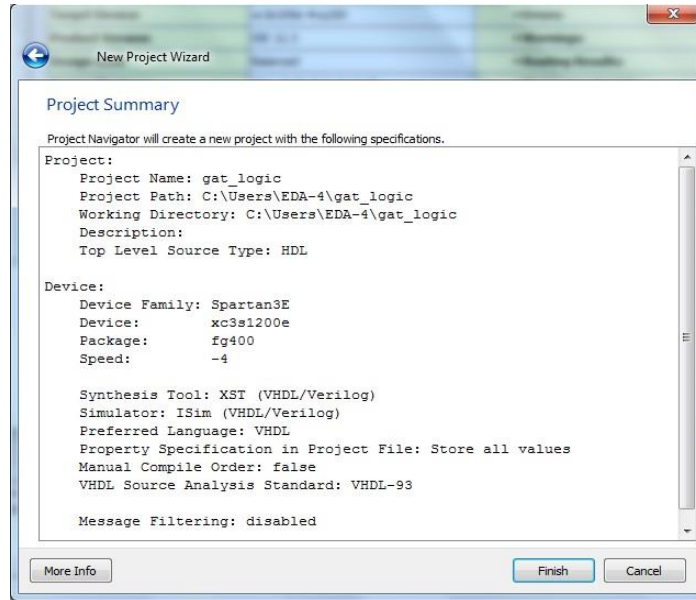 New Project Wizard
Project Summary
Project Navigator will create a new project with the following specifications.
Project:
Project Name: gat_logic
Project Path: C:\Users\EDA-4\gat_logic
Working Directory: C:\Users\EDA-4\gat_logic
Description:
Top Level Source Type: HDL
Device:
Device Family: Spartan3E
Device: xc3s1200e
Package: fg400
Speed: -4
Synthesis Tool: XST (VHDL/Verilog)
Simulator: ISim (VHDL/Verilog)
Preferred Language: VHDL
Property Specification in Project File: Store all values
Manual Compile Order: false
VHDL Source Analysis Standard: VHDL-93
Message Filtering: disabled
More Info Finish Cancel